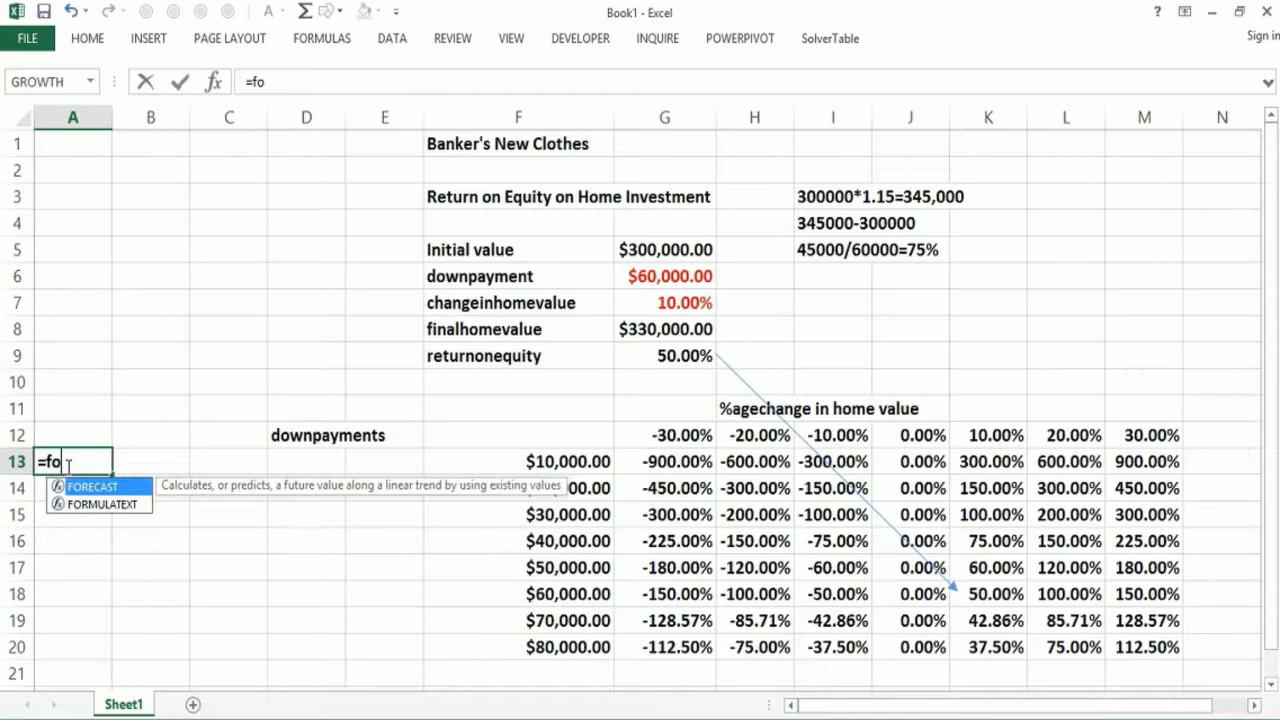 Book1 - Excel
?
Sign in
FILE HOME INSERT PAGE LAYOUT FORMULAS DATA REVIEW VIEW DEVELOPER INQUIRE POWERPIVOT SolverTable
GROWTH fx =fo
A B C D E F G H I J K L M N
1 Banker's New Clothes
2
3 Return on Equity on Home Investment 300000*1.15=345,000
4 345000-300000
5 Initial value $300,000.00 45000/60000=75%
6 downpayment $60,000.00
7 changeinhomevalue 10.00%
8 finalhomevalue $330,000.00
9 returnonequity 50.00%
10
11 %agechange in home value
12 downpayments -30.00% -20.00% -10.00% 0.00% 10.00% 20.00% 30.00%
13 =fo $10,000.00 -900.00% -600.00% -300.00% 0.00% 300.00% 600.00% 900.00%
FORECAST Calculates, or predicts, a future value along a linear trend by using existing values
FORMULATEXT
14 000.00 -450.00% -300.00% -150.00% 0.00% 150.00% 300.00% 450.00%
15 $30,000.00 -300.00% -200.00% -100.00% 0.00% 100.00% 200.00% 300.00%
16 $40,000.00 -225.00% -150.00% -75.00% 0.00% 75.00% 150.00% 225.00%
17 $50,000.00 -180.00% -120.00% -60.00% 0.00% 60.00% 120.00% 180.00%
18 $60,000.00 -150.00% -100.00% -50.00% 0.00% 50.00% 100.00% 150.00%
19 $70,000.00 -128.57% -85.71% -42.86% 0.00% 42.86% 85.71% 128.57%
20 $80,000.00 -112.50% -75.00% -37.50% 0.00% 37.50% 75.00% 112.50%
21
Sheet1